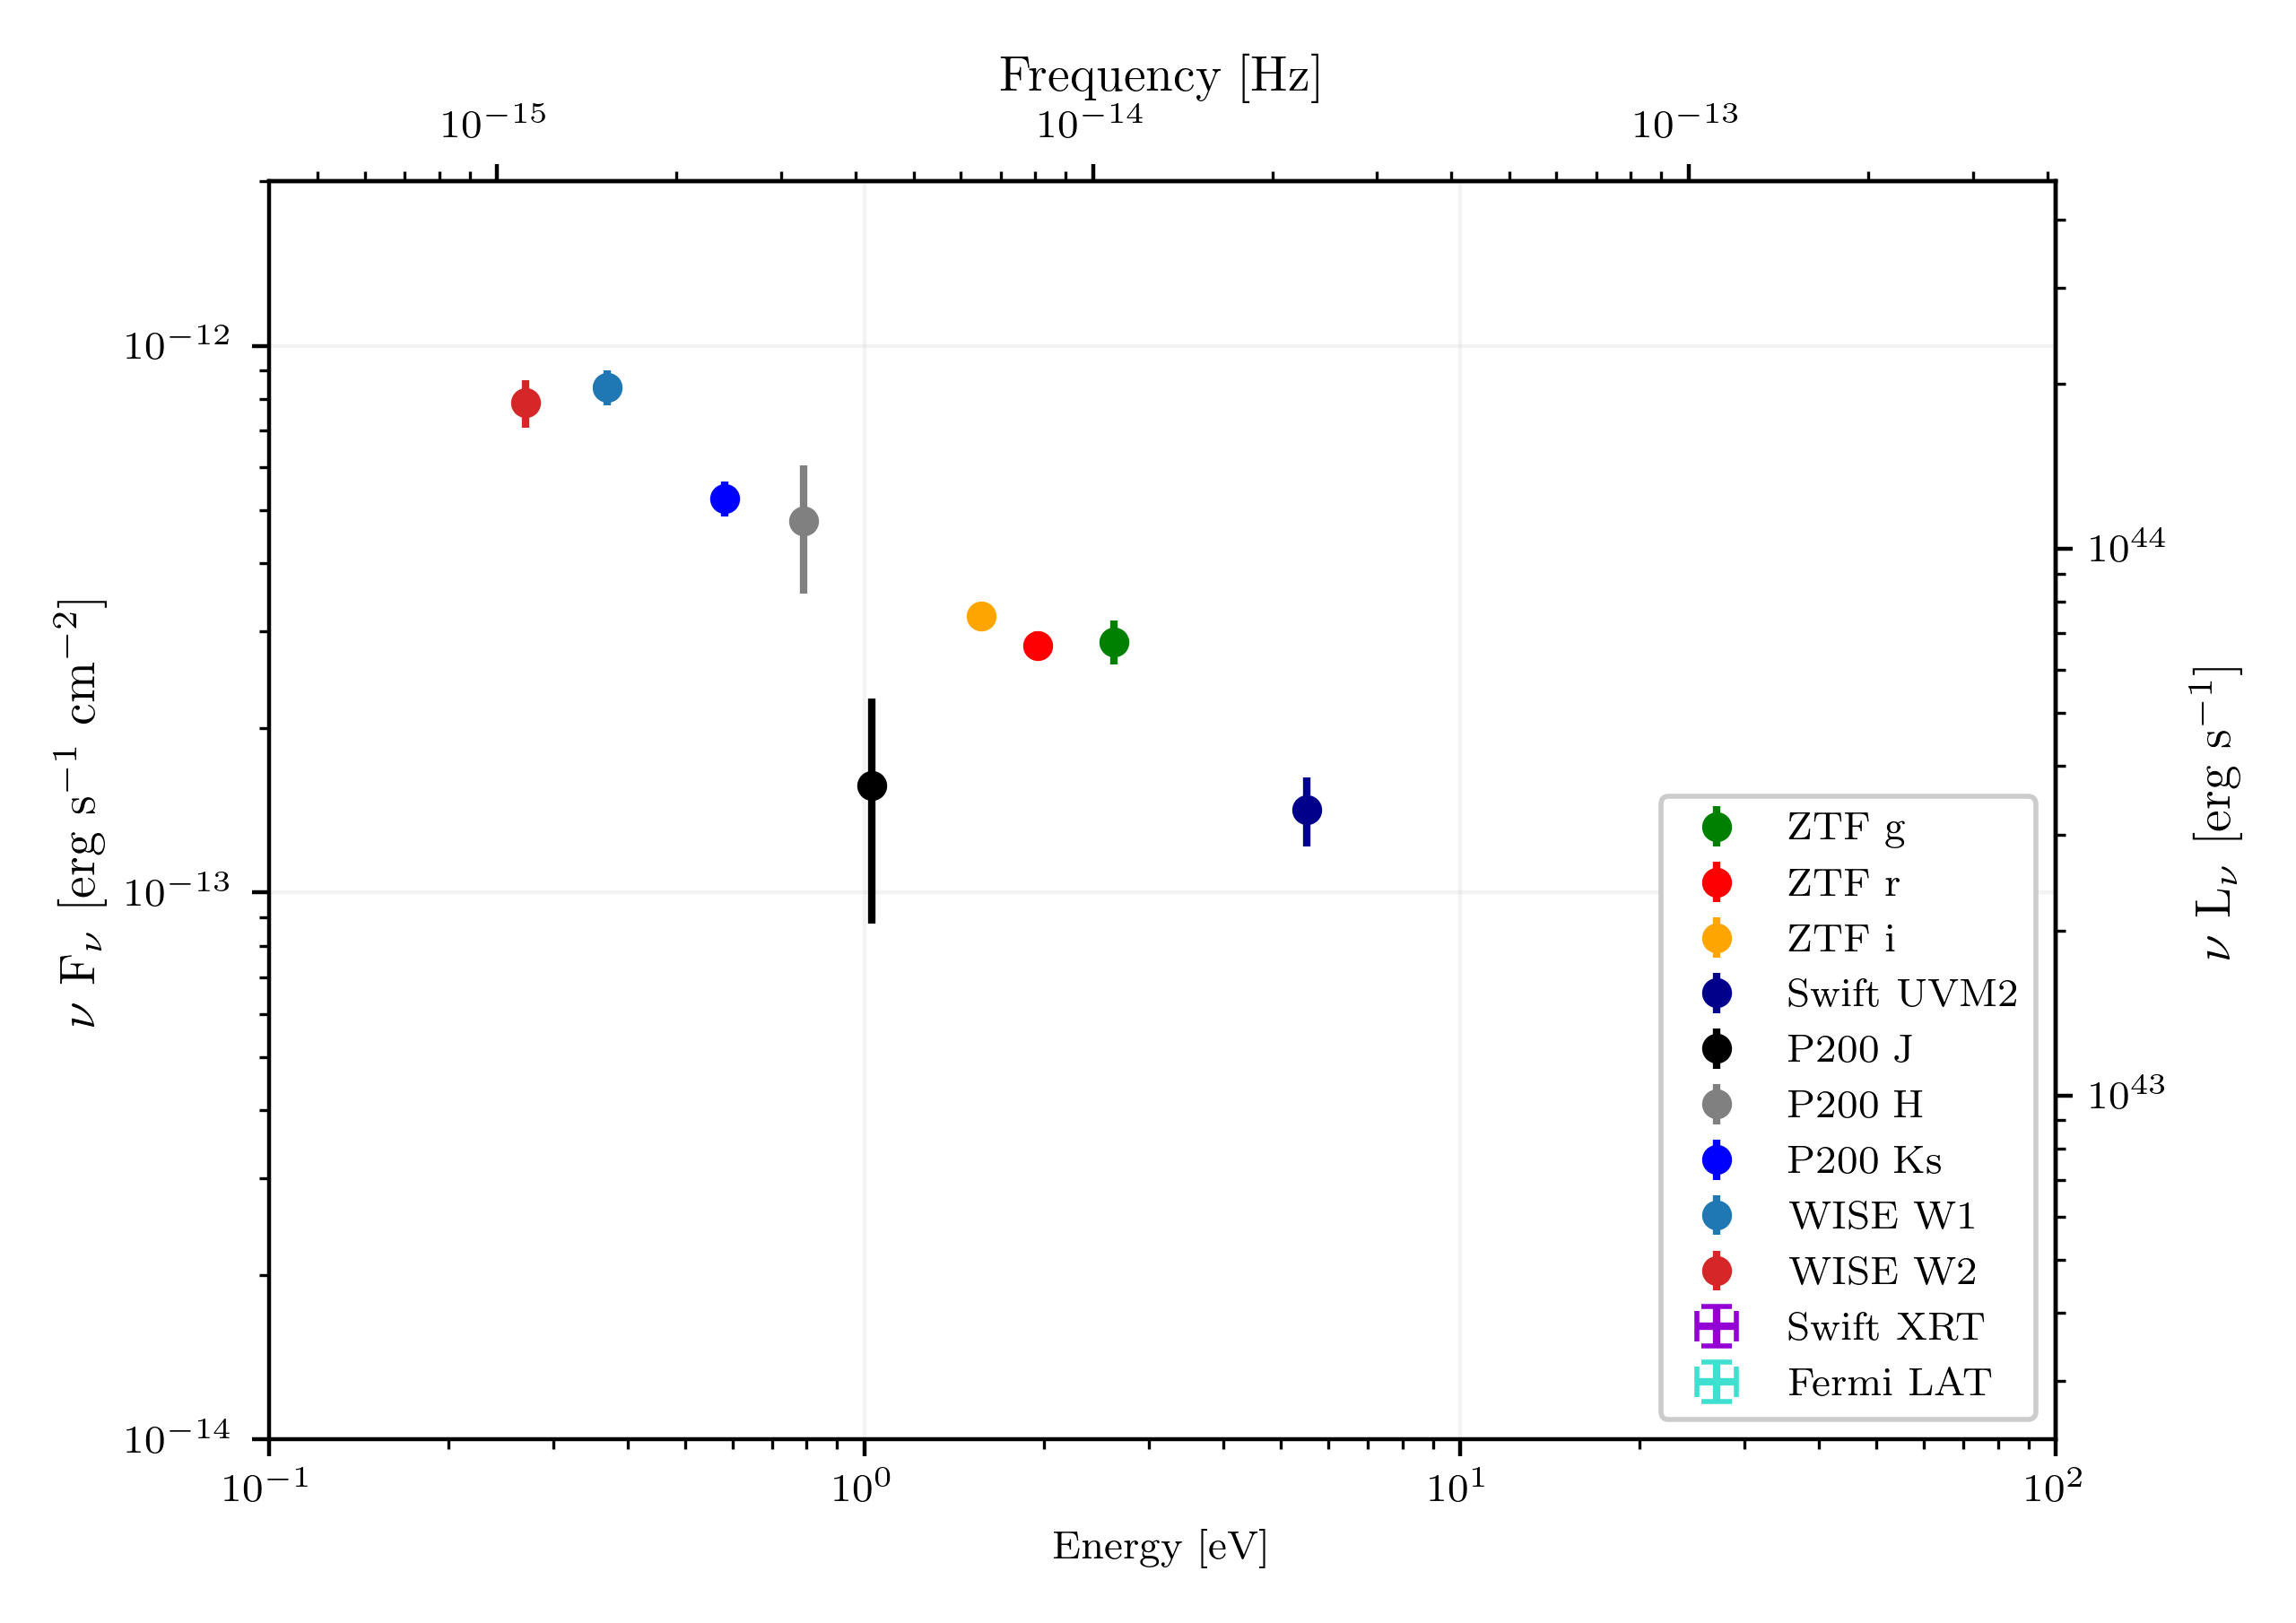 Frequency [Hz]
10⁻¹⁵ 10⁻¹⁴ 10⁻¹³
10⁻¹²
10⁻¹³
10⁻¹⁴
ν F_ν [erg s⁻¹ cm⁻²]
10⁴⁴
10⁴³
ν L_ν [erg s⁻¹]
ZTF g
ZTF r
ZTF i
Swift UVM2
P200 J
P200 H
P200 Ks
WISE W1
WISE W2
Swift XRT
Fermi LAT
10⁻¹ 10⁰ 10¹ 10²
Energy [eV]